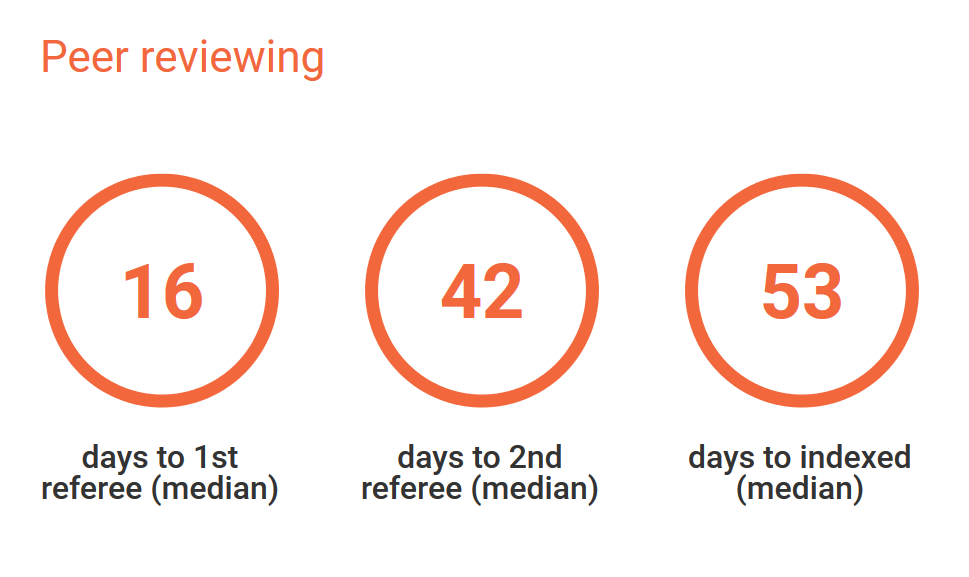 Peer reviewing
16
42
53
days to 1st
referee (median)
days to 2nd
referee (median)
days to indexed
(median)